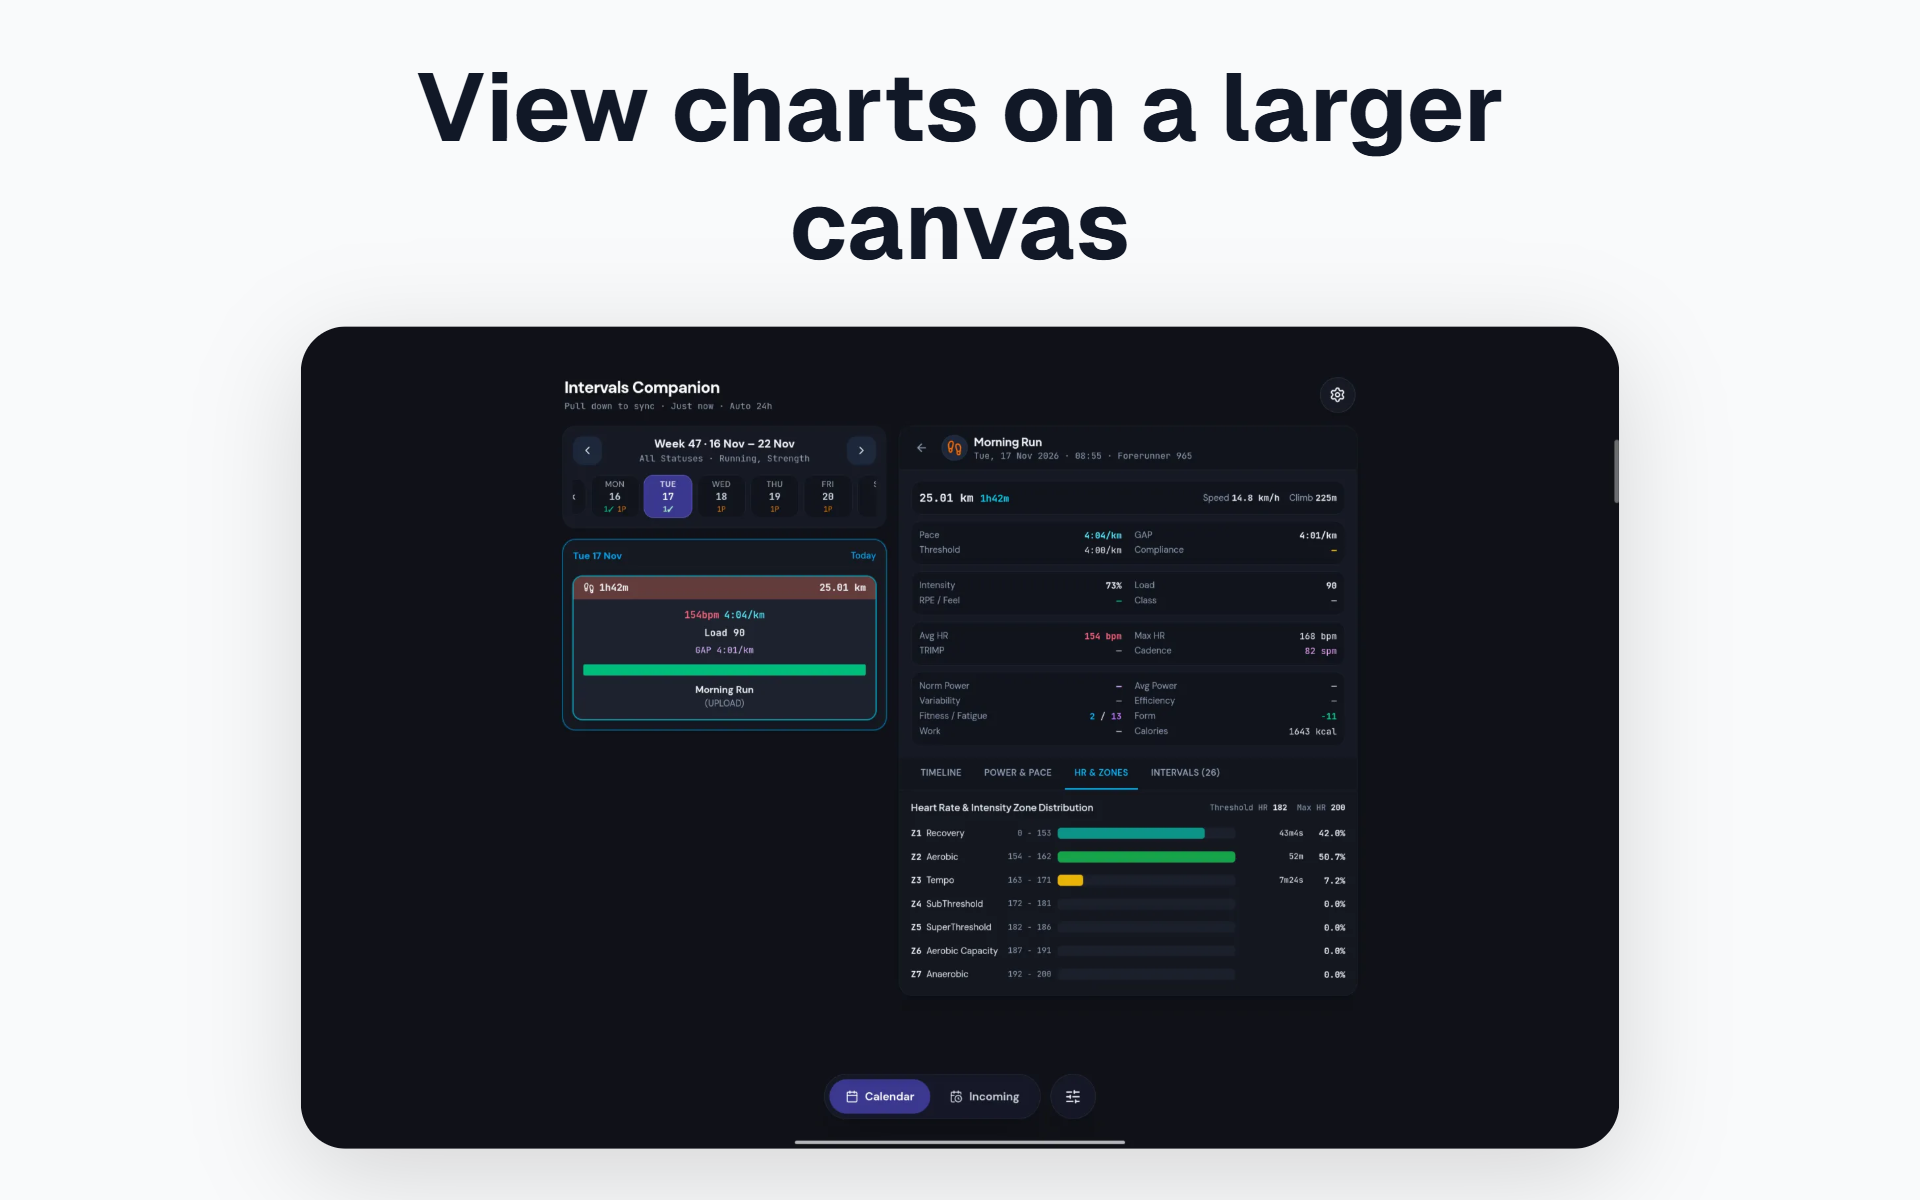 View charts on a larger
canvas
Intervals Companion
Pull down to sync · Just now · Auto 24h
Week 47 · 16 Nov – 22 Nov
All Statuses · Running, Strength
MON TUE WED THU FRI
16 17 18 19 20
1✓ 1P 1✓ 1P 1P 1P
Tue 17 Nov Today
1h42m 25.01 km
154bpm 4:04/km
Load 90
GAP 4:01/km
Morning Run
(UPLOAD)
Morning Run
Tue, 17 Nov 2026 · 08:55 · Forerunner 965
25.01 km 1h42m Speed 14.8 km/h Climb 225m
Pace 4:04/km GAP 4:01/km
Threshold 4:00/km Compliance –
Intensity 73% Load 90
RPE / Feel – Class –
Avg HR 154 bpm Max HR 168 bpm
TRIMP – Cadence 82 spm
Norm Power – Avg Power –
Variability – Efficiency –
Fitness / Fatigue 2 / 13 Form -11
Work – Calories 1643 kcal
TIMELINE POWER & PACE HR & ZONES INTERVALS (26)
Heart Rate & Intensity Zone Distribution Threshold HR 182 Max HR 200
Z1 Recovery 0 - 153 43m4s 42.0%
Z2 Aerobic 154 - 162 52m 50.7%
Z3 Tempo 163 - 171 7m24s 7.2%
Z4 SubThreshold 172 - 181 0.0%
Z5 SuperThreshold 182 - 186 0.0%
Z6 Aerobic Capacity 187 - 191 0.0%
Z7 Anaerobic 192 - 200 0.0%
Calendar Incoming